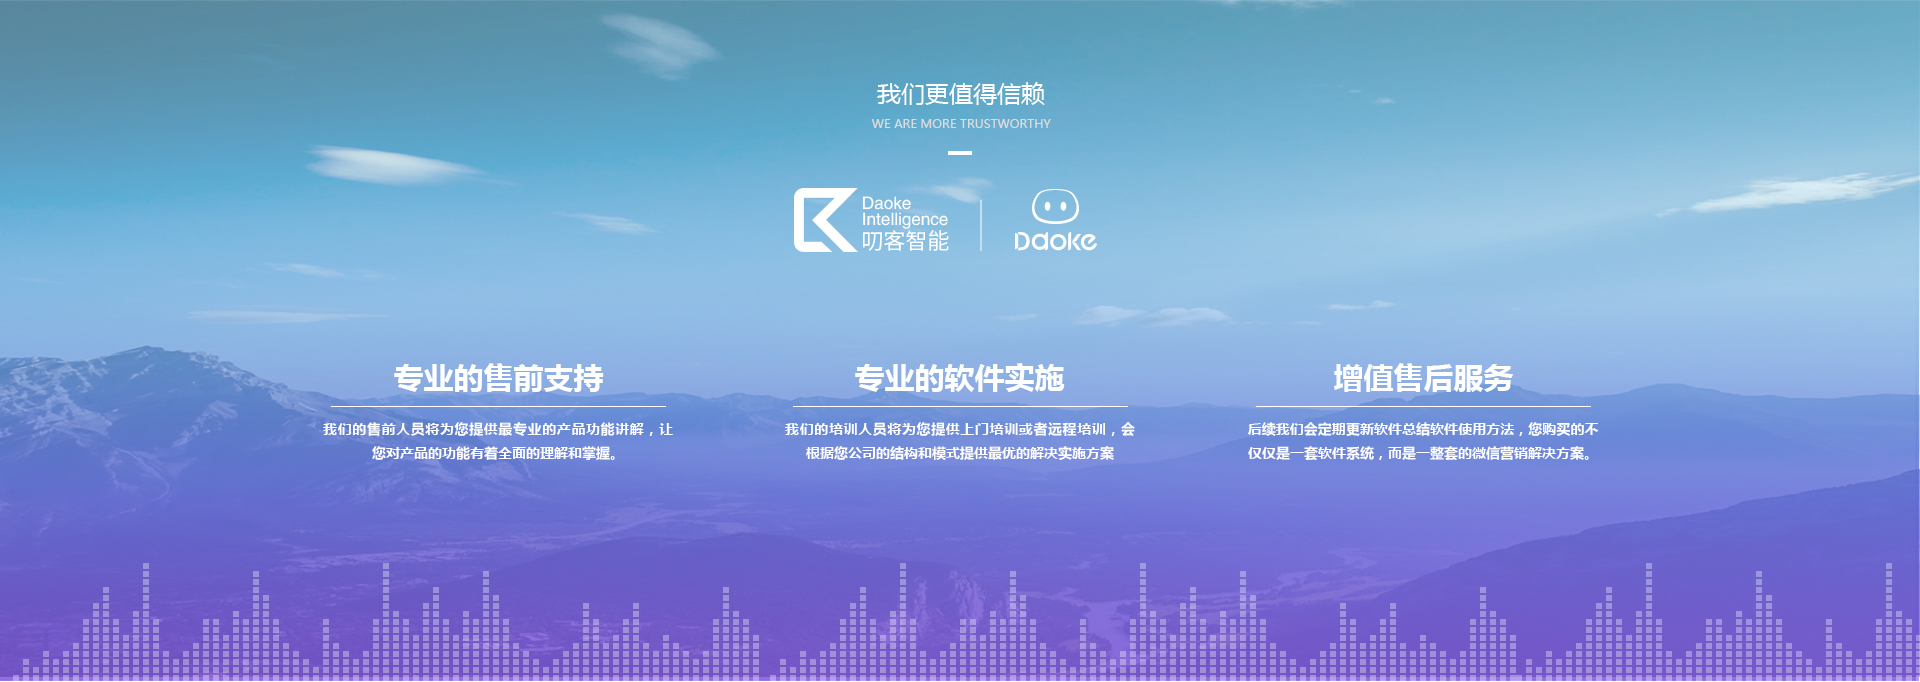 我们更值得信赖
WE ARE MORE TRUSTWORTHY
Daoke
Intelligence
叨客智能
Daoke
专业的售前支持
我们的售前人员将为您提供最专业的产品功能讲解，让
您对产品的功能有着全面的理解和掌握。
专业的软件实施
我们的培训人员将为您提供上门培训或者远程培训，会
根据您公司的结构和模式提供最优的解决实施方案
增值售后服务
后续我们会定期更新软件总结软件使用方法，您购买的不
仅仅是一套软件系统，而是一整套的微信营销解决方案。